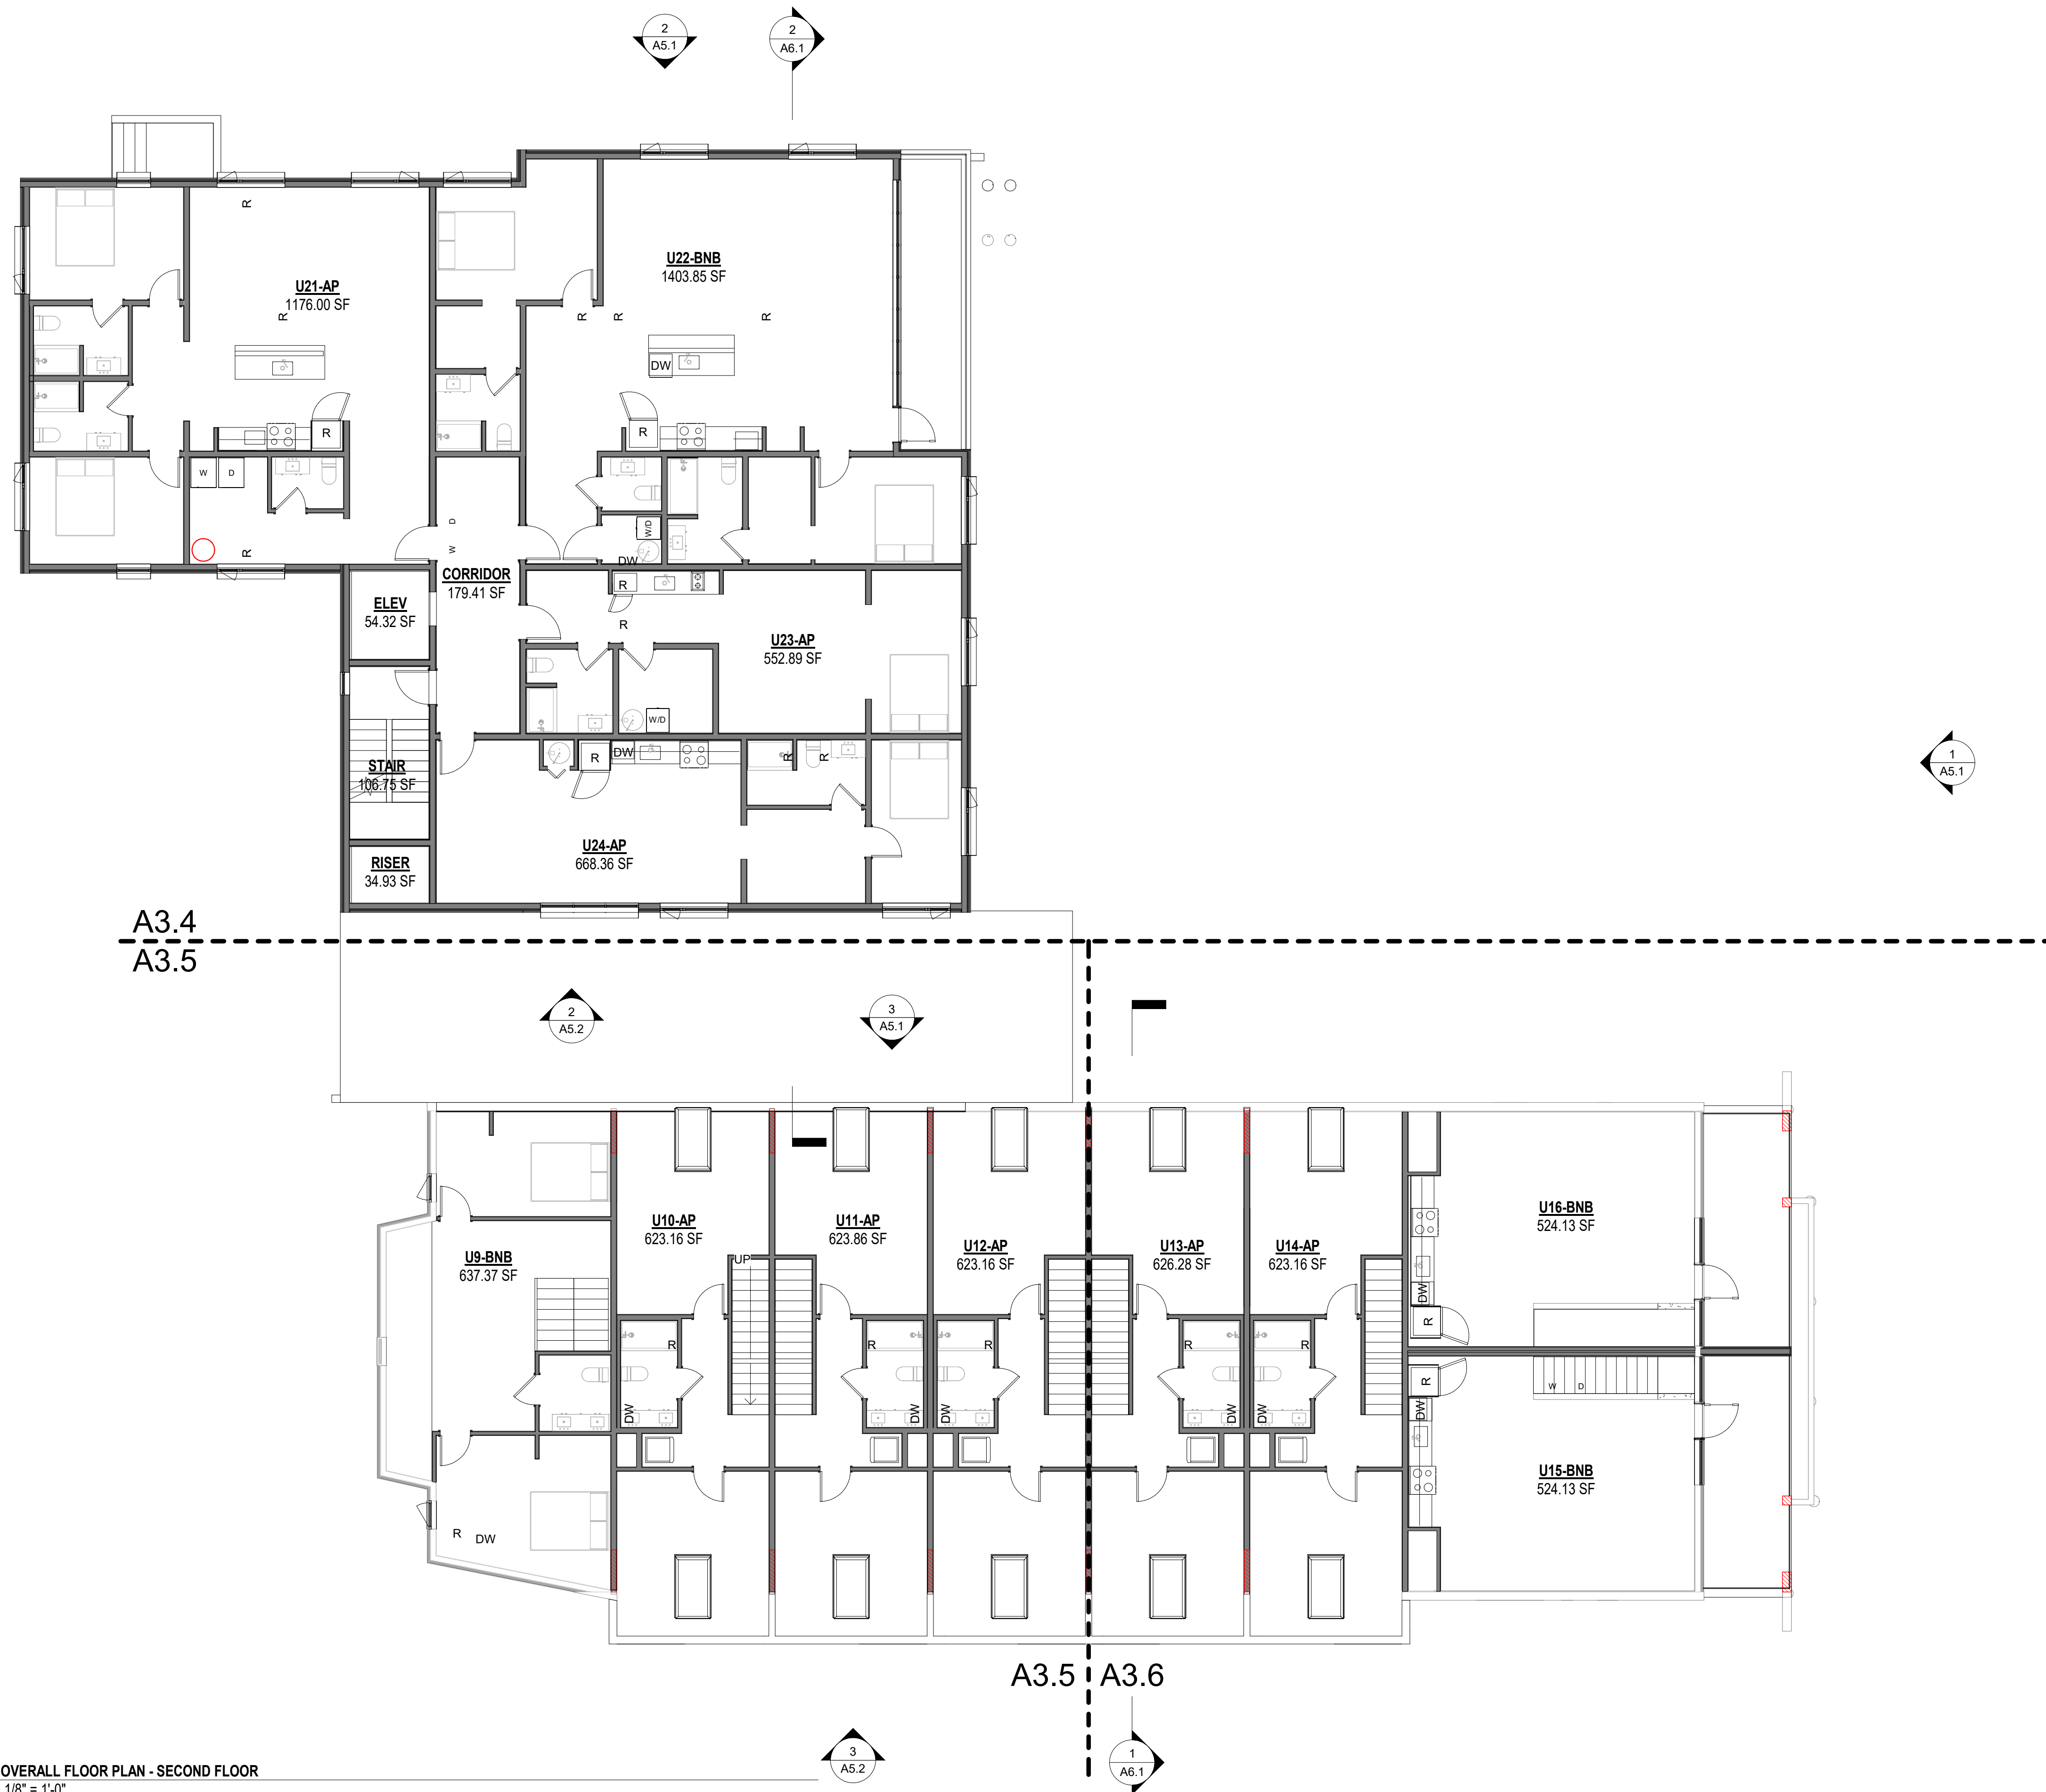 2
A5.1
2
A6.1
R
U21-AP
1176.00 SF
R
U22-BNB
1403.85 SF
R
R
R
DW
R
R
W
D
R
D
W
W/D
DW
CORRIDOR
179.41 SF
ELEV
54.32 SF
R
R
U23-AP
552.89 SF
W/D
STAIR
106.75 SF
R
DW
R
R
U24-AP
668.36 SF
RISER
34.93 SF
1
A5.1
A3.4
A3.5
2
A5.2
3
A5.1
U9-BNB
637.37 SF
U10-AP
623.16 SF
UP
U11-AP
623.86 SF
U12-AP
623.16 SF
U13-AP
626.28 SF
U14-AP
623.16 SF
U16-BNB
524.13 SF
DW
R
R
R
R
R
R
DW
DW
DW
DW
DW
R
DW
W
D
U15-BNB
524.13 SF
R
DW
A3.5
A3.6
3
A5.2
1
A6.1
OVERALL FLOOR PLAN - SECOND FLOOR
1/8" = 1'-0"